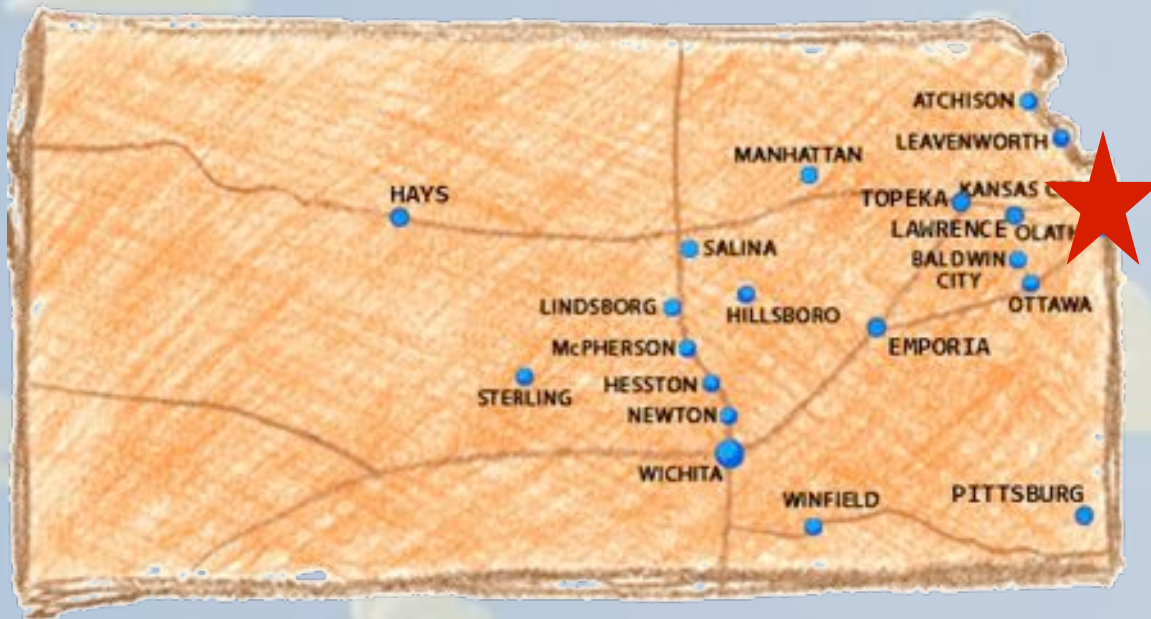 ATCHISON
LEAVENWORTH
MANHATTAN
HAYS
TOPEKA
KANSAS
LAWRENCE
SALINA
BALDWIN
CITY
OTTAWA
LINDSBORG
HILLSBORO
EMPORIA
McPHERSON
HESSTON
STERLING
NEWTON
WICHITA
WINFIELD
PITTSBURG